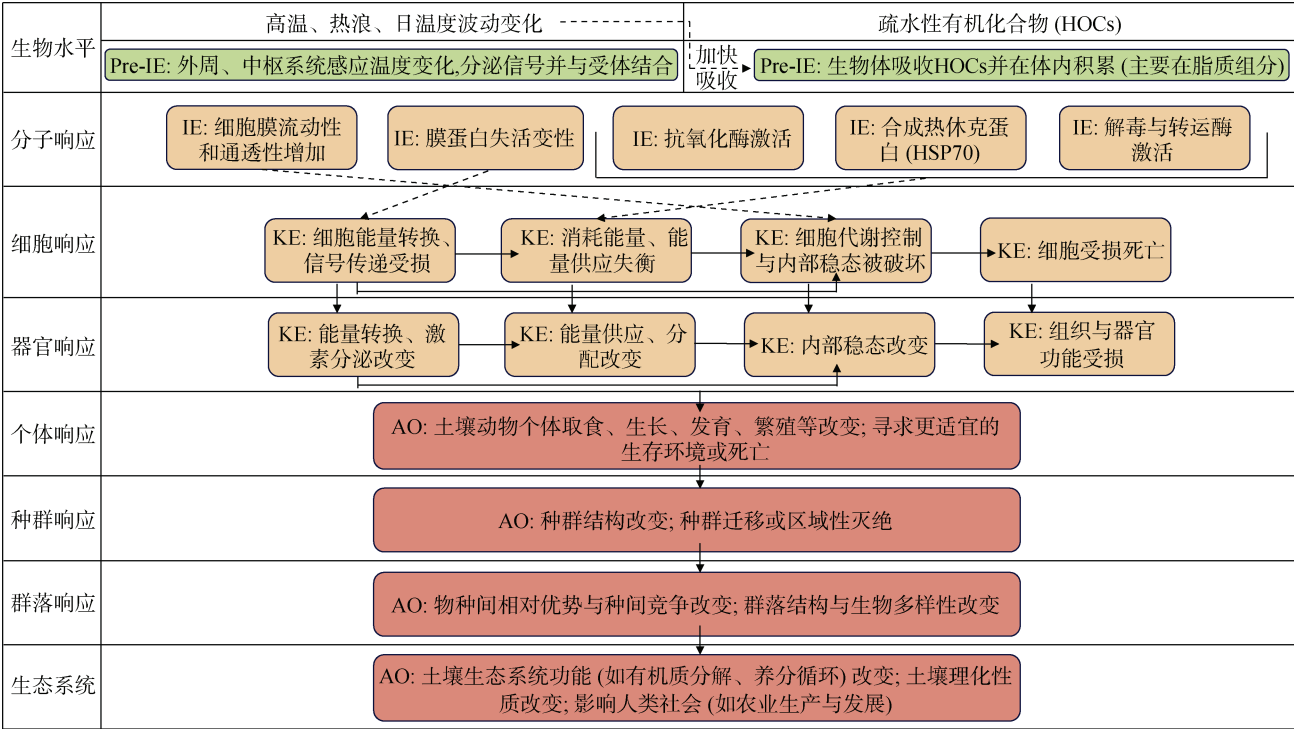 生物水平
高温、热浪、日温度波动变化
疏水性有机化合物 (HOCs)
Pre-IE: 外周、中枢系统感应温度变化,分泌信号并与受体结合
加快
吸收
Pre-IE: 生物体吸收HOCs并在体内积累 (主要在脂质组分)
分子响应
IE: 细胞膜流动性
和通透性增加
IE: 膜蛋白失活变性
IE: 抗氧化酶激活
IE: 合成热休克蛋
白 (HSP70)
IE: 解毒与转运酶
激活
细胞响应
KE: 细胞能量转换、
信号传递受损
KE: 消耗能量、能
量供应失衡
KE: 细胞代谢控制
与内部稳态被破坏
KE: 细胞受损死亡
器官响应
KE: 能量转换、激
素分泌改变
KE: 能量供应、分
配改变
KE: 内部稳态改变
KE: 组织与器官
功能受损
个体响应
AO: 土壤动物个体取食、生长、发育、繁殖等改变; 寻求更适宜的
生存环境或死亡
种群响应
AO: 种群结构改变; 种群迁移或区域性灭绝
群落响应
AO: 物种间相对优势与种间竞争改变; 群落结构与生物多样性改变
生态系统
AO: 土壤生态系统功能 (如有机质分解、养分循环) 改变; 土壤理化性
质改变; 影响人类社会 (如农业生产与发展)